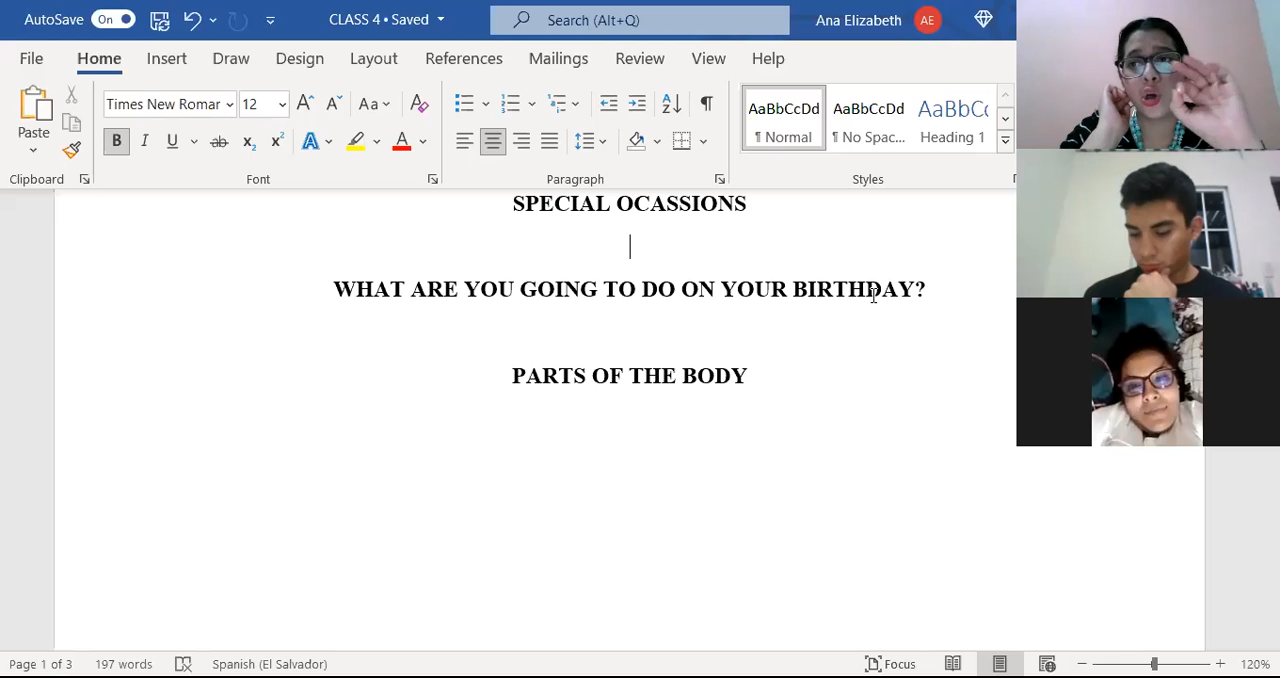 AutoSave On CLASS 4 • Saved Search (Alt+Q) Ana Elizabeth AE
File Home Insert Draw Design Layout References Mailings Review View Help
Times New Romar 12 Aa AaBbCcDd AaBbCcDd AaBbCc
Paste ¶ Normal ¶ No Spac... Heading 1
Clipboard Font Paragraph Styles
SPECIAL OCASSIONS
WHAT ARE YOU GOING TO DO ON YOUR BIRTHDAY?
PARTS OF THE BODY
Page 1 of 3 197 words Spanish (El Salvador) Focus 120%